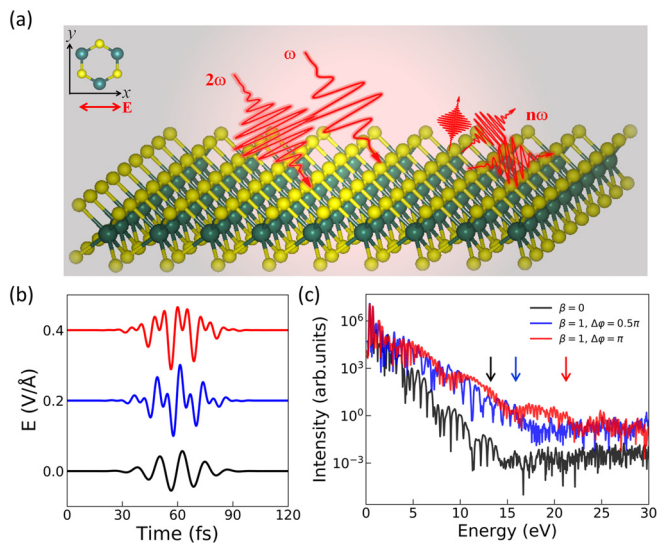 (a)
y
x
E
2ω
ω
nω
(b)
E (V/Å)
0.4
0.2
0.0
0 30 60 90 120
Time (fs)
(c)
Intensity (arb.units)
10⁶
10³
10⁰
10⁻³
β = 0
β = 1, Δφ = 0.5π
β = 1, Δφ = π
0 5 10 15 20 25 30
Energy (eV)